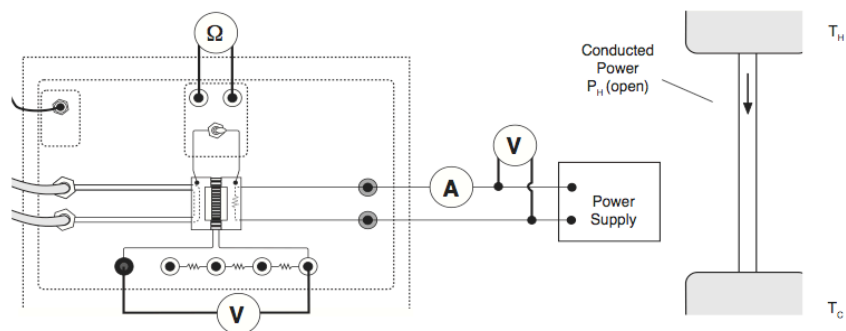 Ω
V
A
Power
Supply
V
Conducted
Power
P_H (open)
T_H
T_C